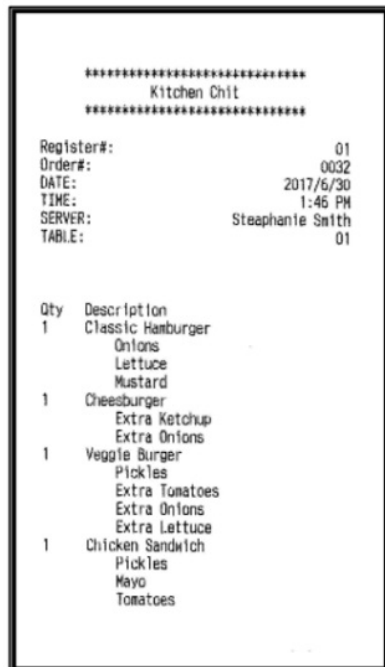 ******************************
Kitchen Chit
******************************
Register#: 01
Order#: 0032
DATE: 2017/6/30
TIME: 1:46 PM
SERVER: Steaphanie Smith
TABLE: 01
Qty Description
1 Classic Hamburger
Onions
Lettuce
Mustard
1 Cheesburger
Extra Ketchup
Extra Onions
1 Veggie Burger
Pickles
Extra Tomatoes
Extra Onions
Extra Lettuce
1 Chicken Sandwich
Pickles
Mayo
Tomatoes